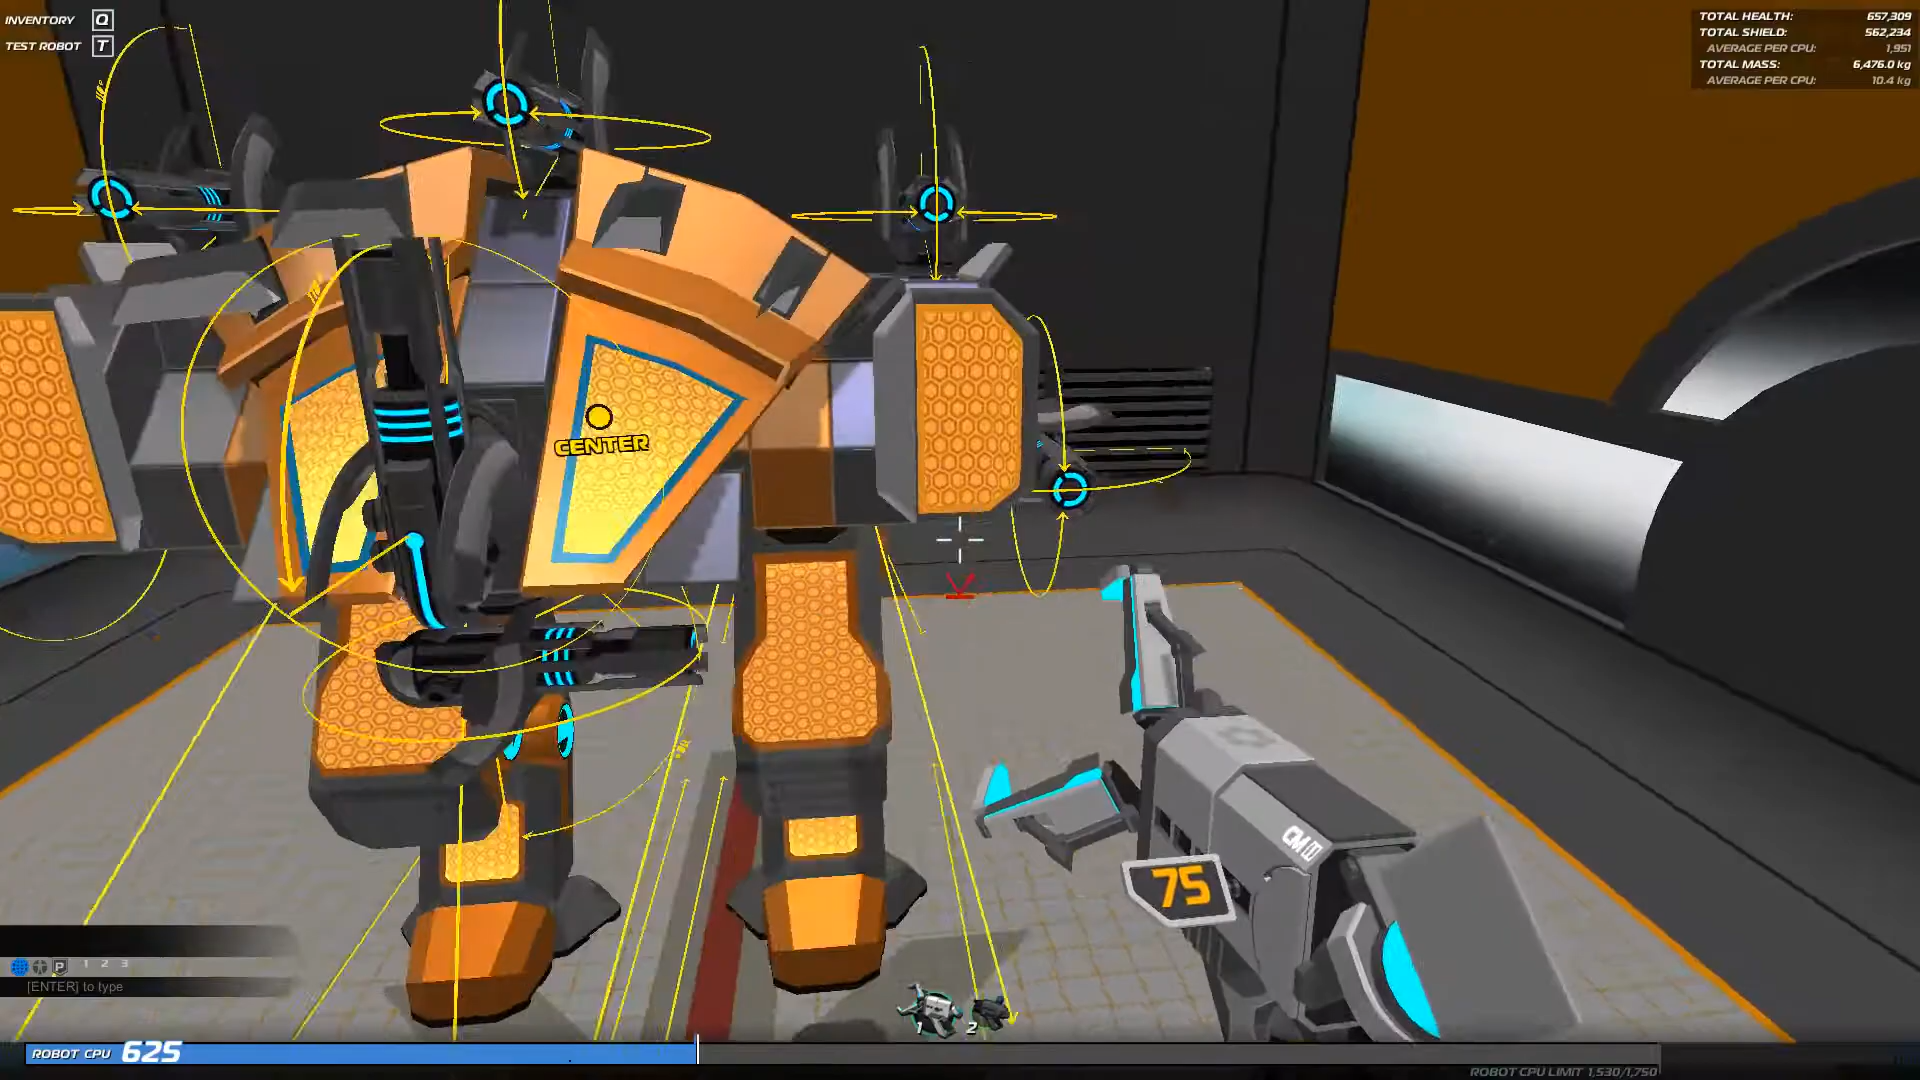 INVENTORY Q
TEST ROBOT T
TOTAL HEALTH: 657,309
TOTAL SHIELD: 562,234
AVERAGE PER CPU: 1,951
TOTAL MASS: 6,476.0 kg
AVERAGE PER CPU: 10.4 kg
CENTER
CM
75
P 1 2 3
[ENTER] to type
1 2
ROBOT CPU 625
ROBOT CPU LIMIT 1,530/1,750